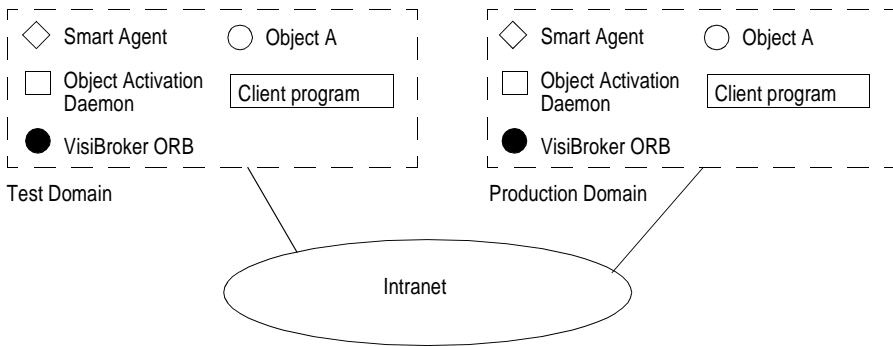 Smart Agent
Object A
Object Activation
Daemon
Client program
VisiBroker ORB
Test Domain
Smart Agent
Object A
Object Activation
Daemon
Client program
VisiBroker ORB
Production Domain
Intranet